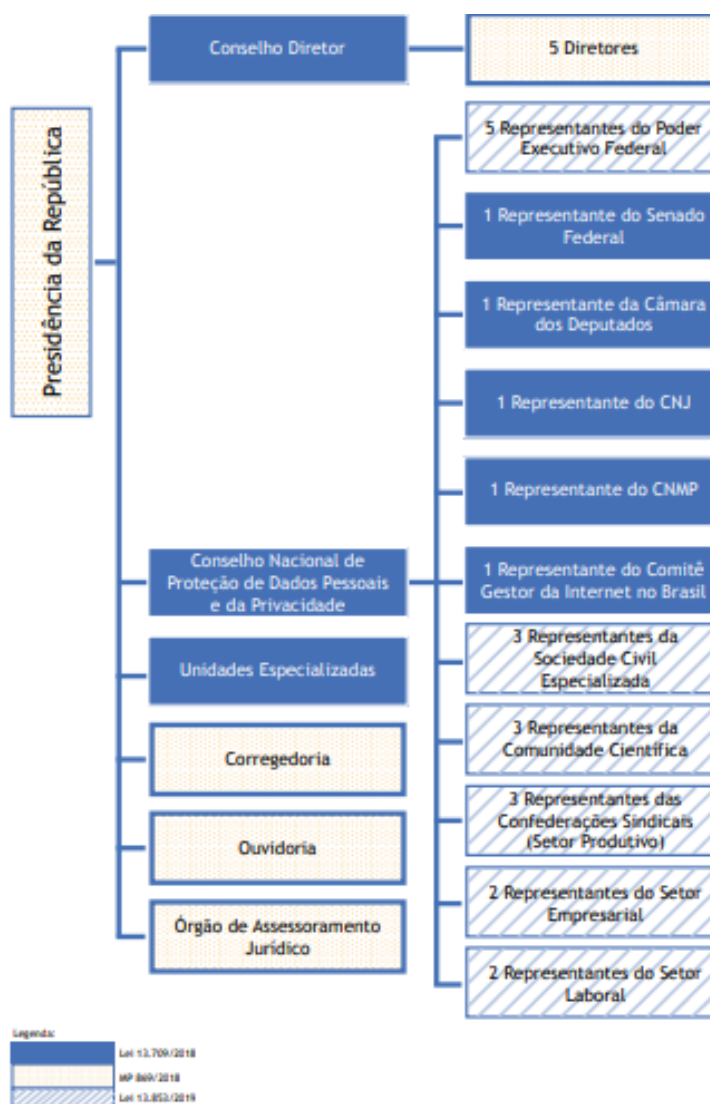 Presidência da República
Conselho Diretor
5 Diretores
5 Representantes do Poder
Executivo Federal
1 Representante do Senado
Federal
1 Representante da Câmara
dos Deputados
1 Representante do CNJ
1 Representante do CNMP
Conselho Nacional de
Proteção de Dados Pessoais
e da Privacidade
1 Representante do Comitê
Gestor da Internet no Brasil
Unidades Especializadas
3 Representantes da
Sociedade Civil
Especializada
Corregedoria
3 Representantes da
Comunidade Científica
Ouvidoria
3 Representantes das
Confederações Sindicais
(Setor Produtivo)
Órgão de Assessoramento
Jurídico
2 Representantes do Setor
Empresarial
2 Representantes do Setor
Laboral
Legenda:
Lei 13.709/2018
MP 869/2018
Lei 13.853/2019